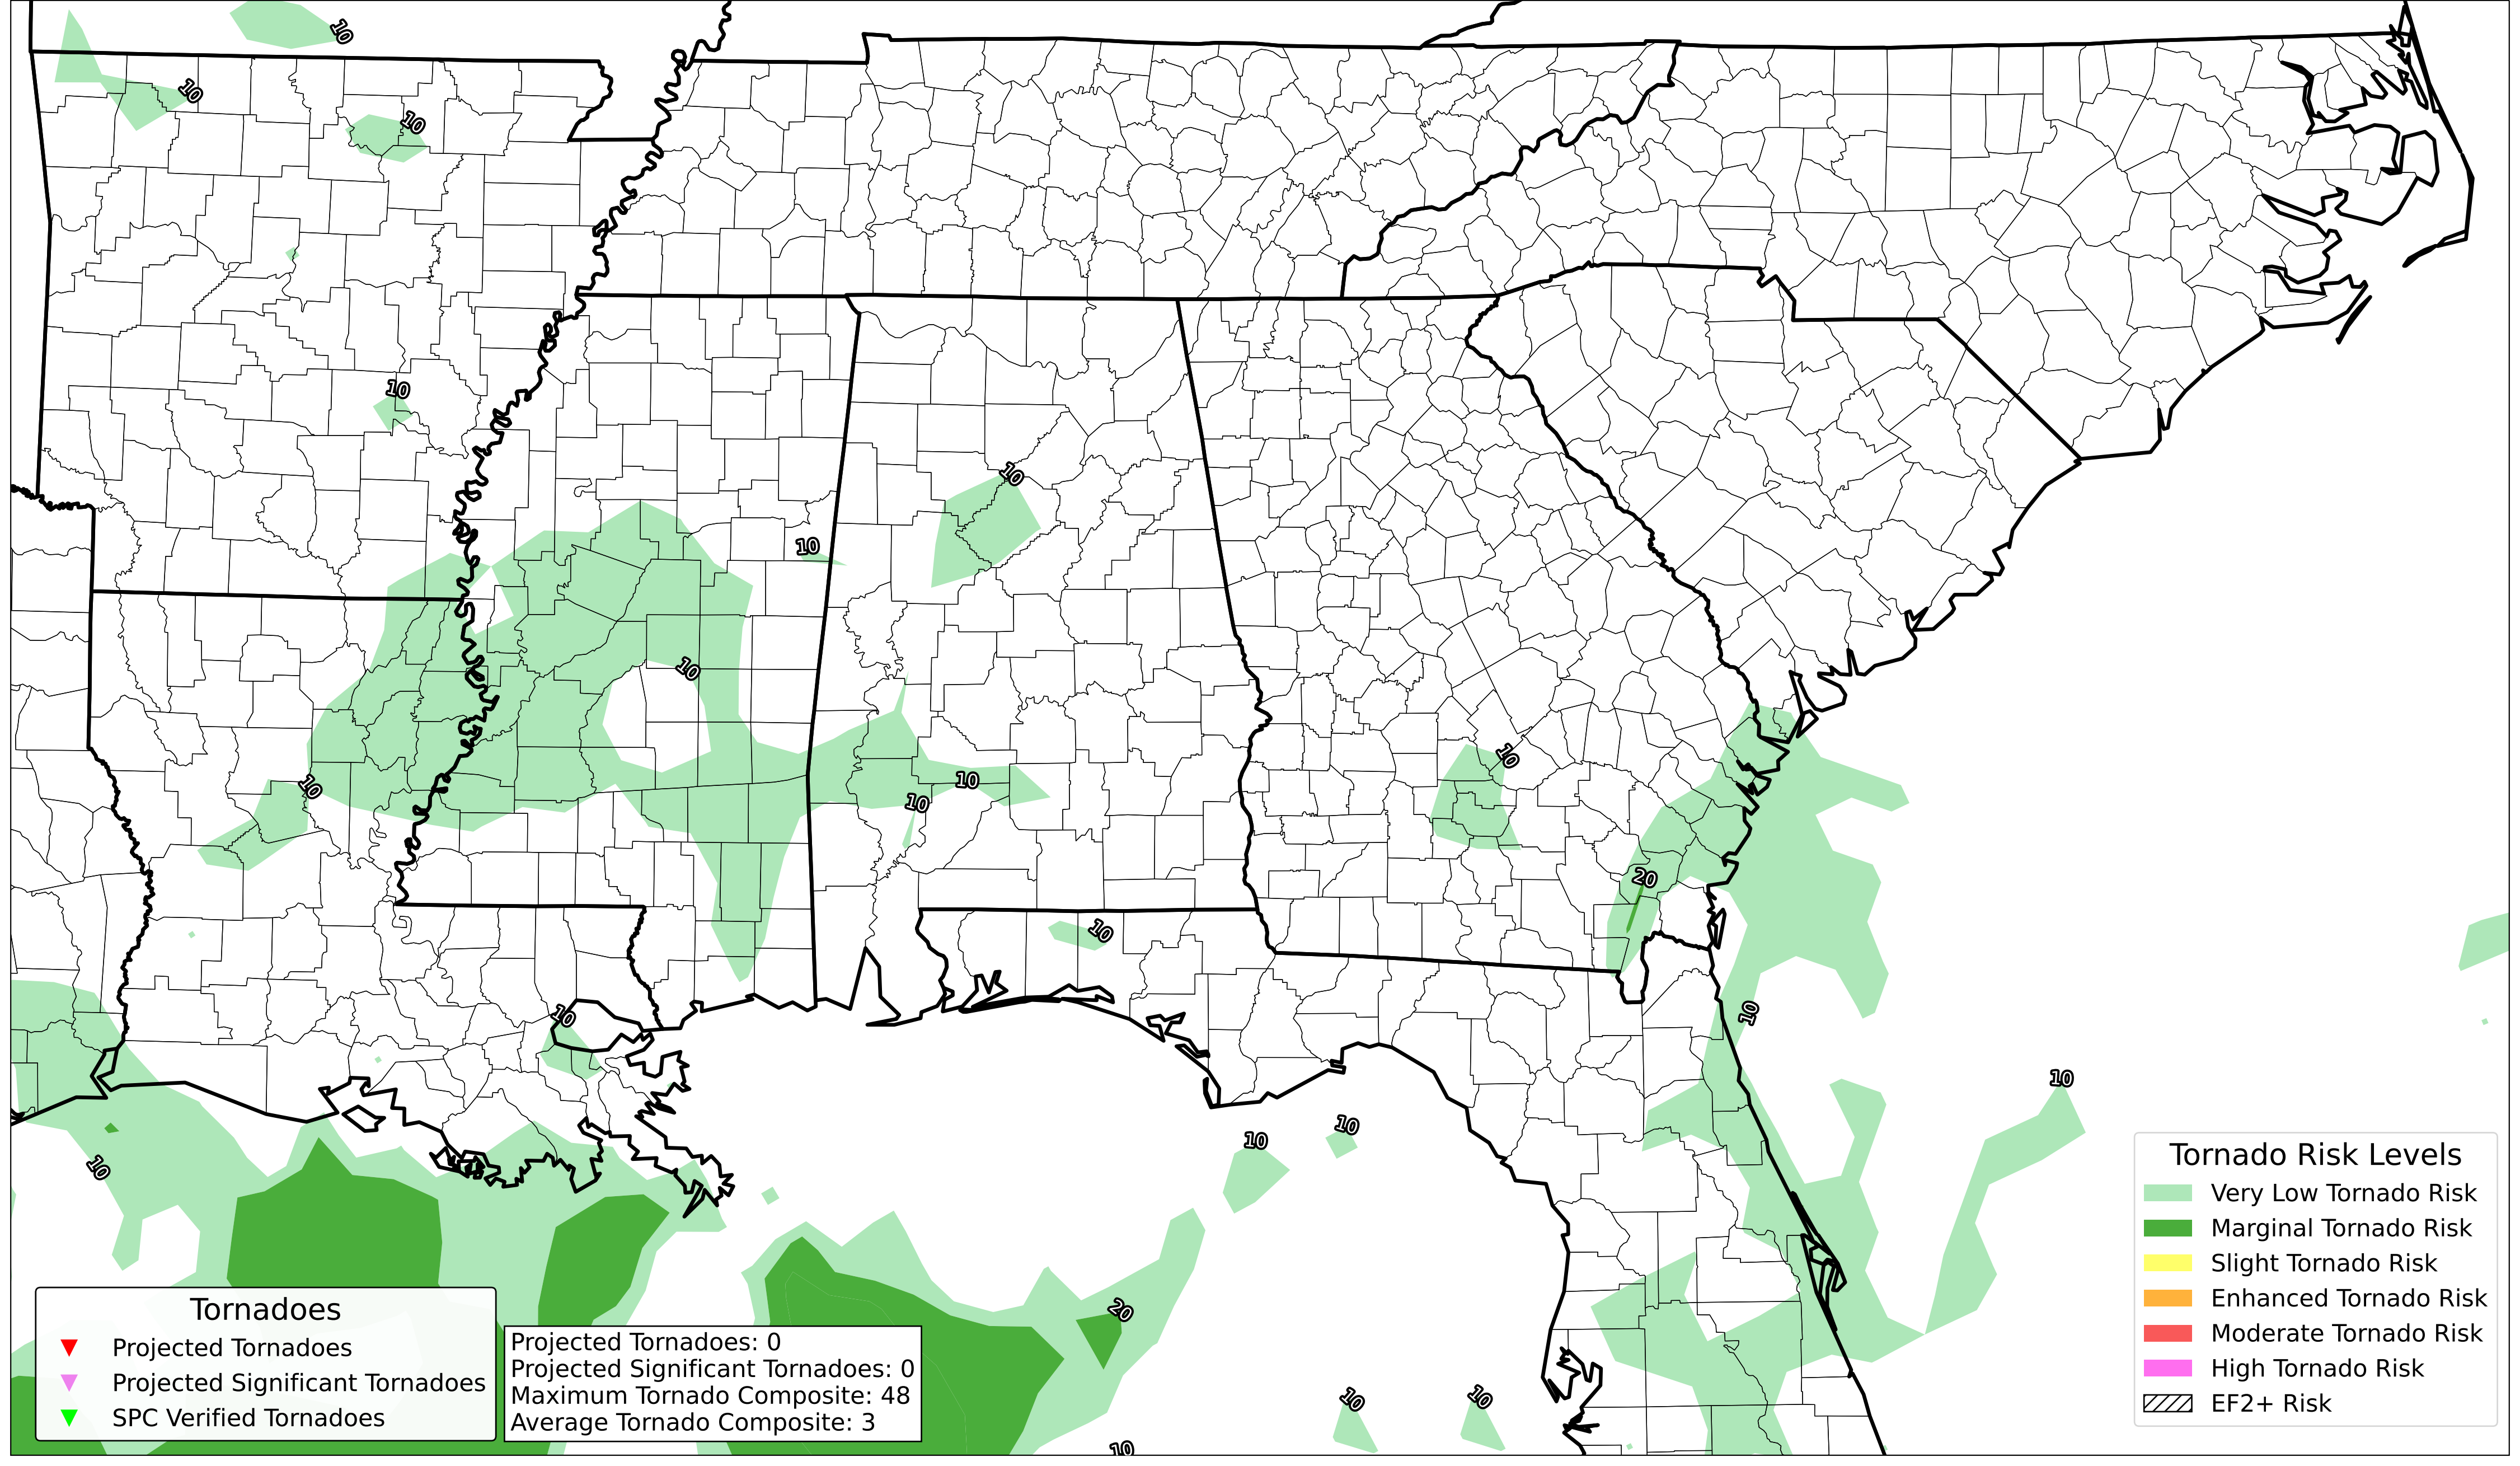 10
10
10
10
10
10
10
10
10
10
10
20
10
10
10
10
10
10
10
20
10
10
10
Tornado Risk Levels
Very Low Tornado Risk
Marginal Tornado Risk
Slight Tornado Risk
Enhanced Tornado Risk
Moderate Tornado Risk
High Tornado Risk
EF2+ Risk
Tornadoes
Projected Tornadoes
Projected Significant Tornadoes
SPC Verified Tornadoes
Projected Tornadoes: 0
Projected Significant Tornadoes: 0
Maximum Tornado Composite: 48
Average Tornado Composite: 3